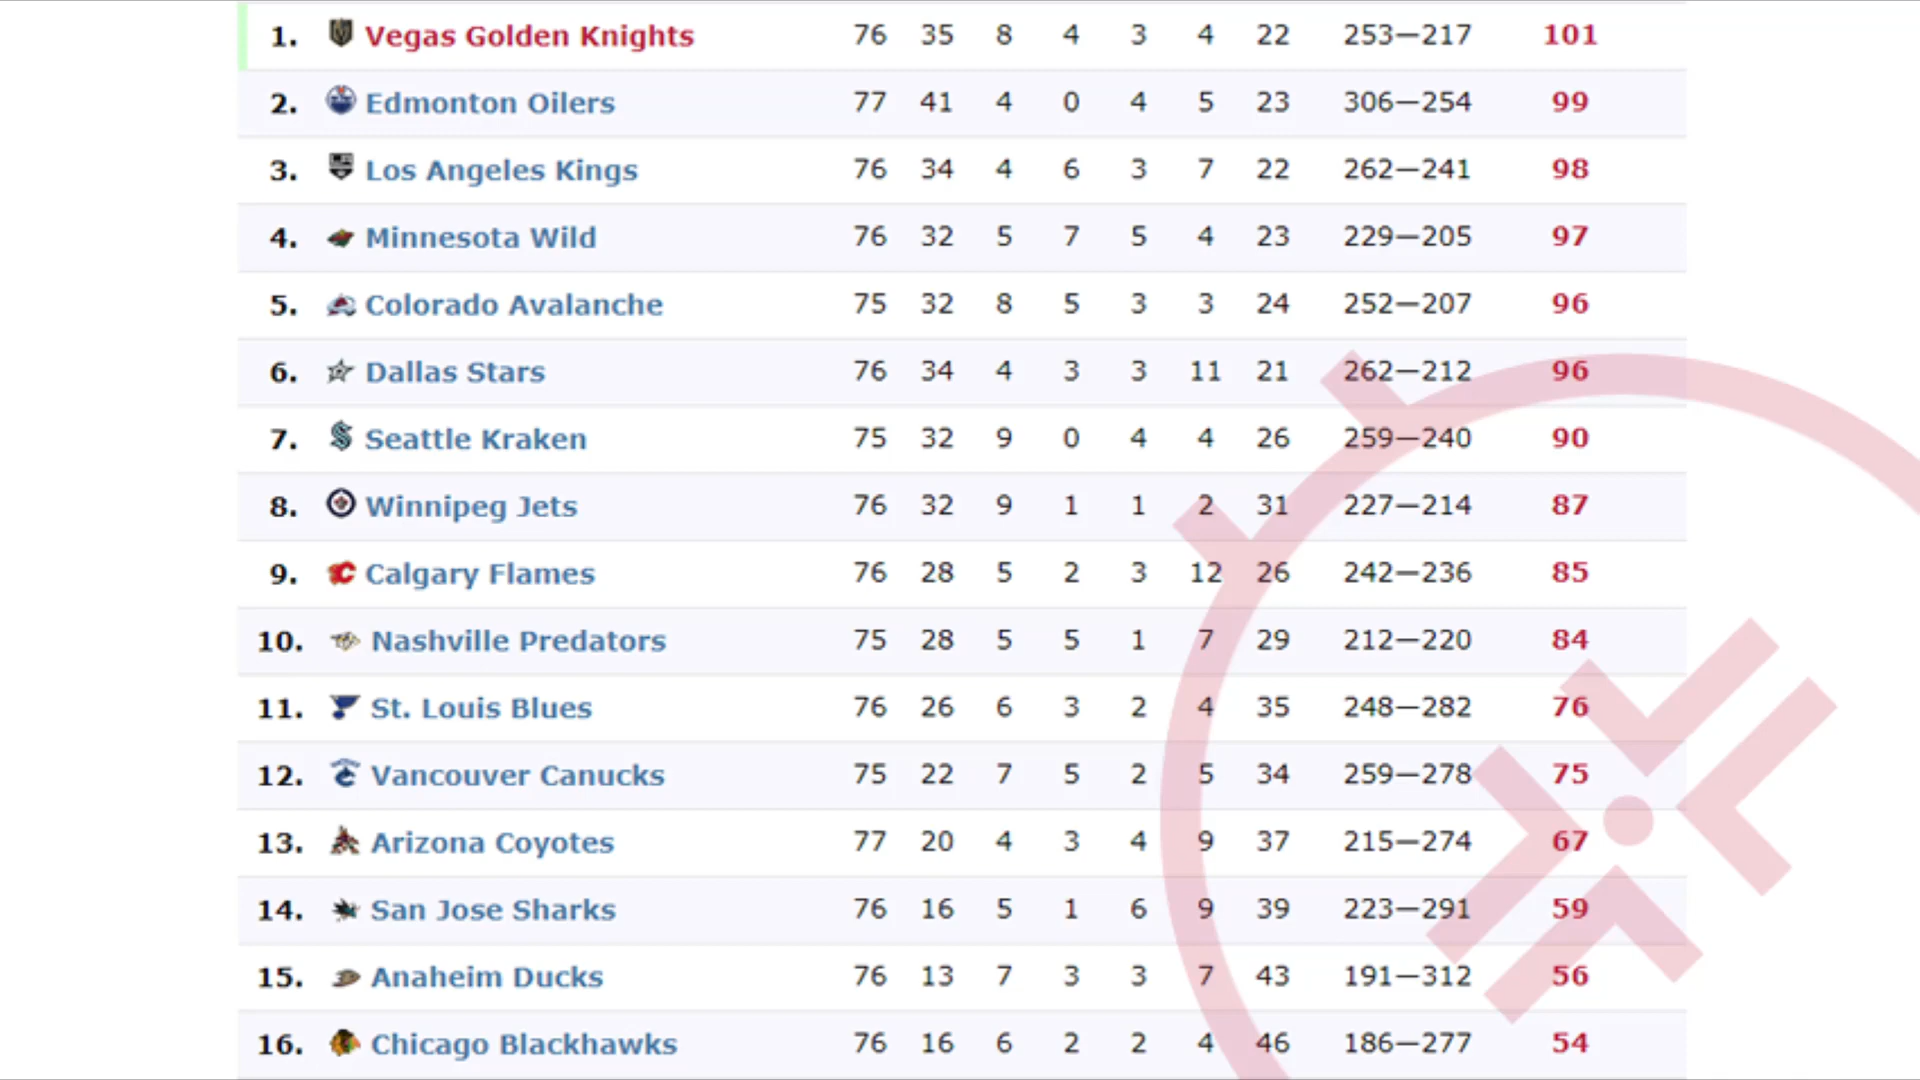 1. Vegas Golden Knights 76 35 8 4 3 4 22 253—217 101
2. Edmonton Oilers 77 41 4 0 4 5 23 306—254 99
3. Los Angeles Kings 76 34 4 6 3 7 22 262—241 98
4. Minnesota Wild 76 32 5 7 5 4 23 229—205 97
5. Colorado Avalanche 75 32 8 5 3 3 24 252—207 96
6. Dallas Stars 76 34 4 3 3 11 21 262—212 96
7. Seattle Kraken 75 32 9 0 4 4 26 259—240 90
8. Winnipeg Jets 76 32 9 1 1 2 31 227—214 87
9. Calgary Flames 76 28 5 2 3 12 26 242—236 85
10. Nashville Predators 75 28 5 5 1 7 29 212—220 84
11. St. Louis Blues 76 26 6 3 2 4 35 248—282 76
12. Vancouver Canucks 75 22 7 5 2 5 34 259—278 75
13. Arizona Coyotes 77 20 4 3 4 9 37 215—274 67
14. San Jose Sharks 76 16 5 1 6 9 39 223—291 59
15. Anaheim Ducks 76 13 7 3 3 7 43 191—312 56
16. Chicago Blackhawks 76 16 6 2 2 4 46 186—277 54